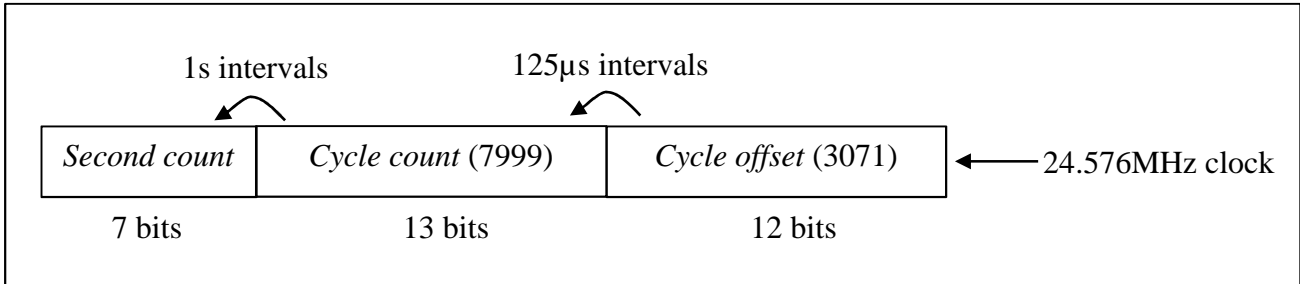 1s intervals
125µs intervals
Second count
Cycle count (7999)
Cycle offset (3071)
24.576MHz clock
7 bits
13 bits
12 bits